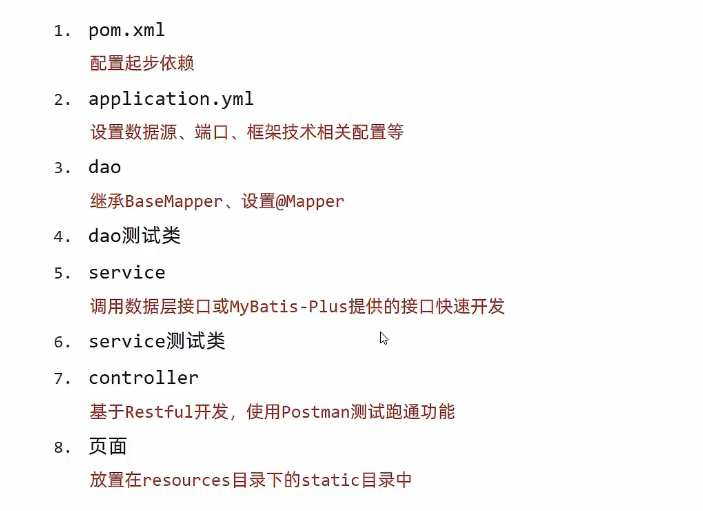 1. pom.xml
配置起步依赖
2. application.yml
设置数据源、端口、框架技术相关配置等
3. dao
继承BaseMapper、设置@Mapper
4. dao测试类
5. service
调用数据层接口或MyBatis-Plus提供的接口快速开发
6. service测试类
7. controller
基于Restful开发，使用Postman测试跑通功能
8. 页面
放置在resources目录下的static目录中